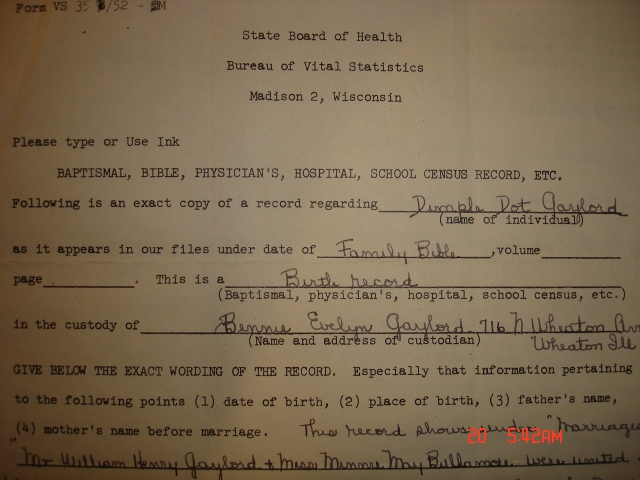 Form VS 35 /52 - M
State Board of Health
Bureau of Vital Statistics
Madison 2, Wisconsin
Please type or Use Ink
BAPTISMAL, BIBLE, PHYSICIAN'S, HOSPITAL, SCHOOL CENSUS RECORD, ETC.
Following is an exact copy of a record regarding Dimple Dot Gaylord
(name of individual)
as it appears in our files under date of Family Bible ,volume
page . This is a Birth record
(Baptismal, physician's, hospital, school census, etc.)
in the custody of Bennie Evelyn Gaylord 716 N Wheaton Av
(Name and address of custodian) Wheaton Ill
GIVE BELOW THE EXACT WORDING OF THE RECORD. Especially that information pertaining
to the following points (1) date of birth, (2) place of birth, (3) father's name,
(4) mother's name before marriage. This record shows under "Marriage
"Mr William Henry Gaylord & Miss Minnie May Bullamore were united
20 5:42AM